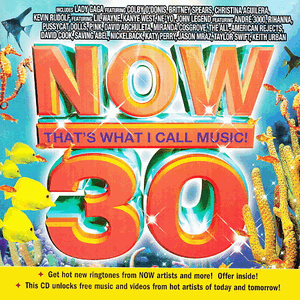 INCLUDES LADY GAGA FEATURING COLBY O'DONIS, BRITNEY SPEARS, CHRISTINA AGUILERA,
KEVIN RUDOLF, FEATURING LIL WAYNE, KANYE WEST, NE-YO, JOHN LEGEND FEATURING ANDRÉ 3000, RIHANNA,
PUSSYCAT DOLLS, P!NK, DAVID ARCHULETA, MIRANDA COSGROVE, THE ALL-AMERICAN REJECTS,
DAVID COOK, SAVING ABEL, NICKELBACK, KATY PERRY, JASON MRAZ, TAYLOR SWIFT, KEITH URBAN
NOW
THAT'S WHAT I CALL MUSIC!
30
Get hot new ringtones from NOW artists and more! Offer inside!
This CD unlocks free music and videos from hot artists of today and tomorrow!